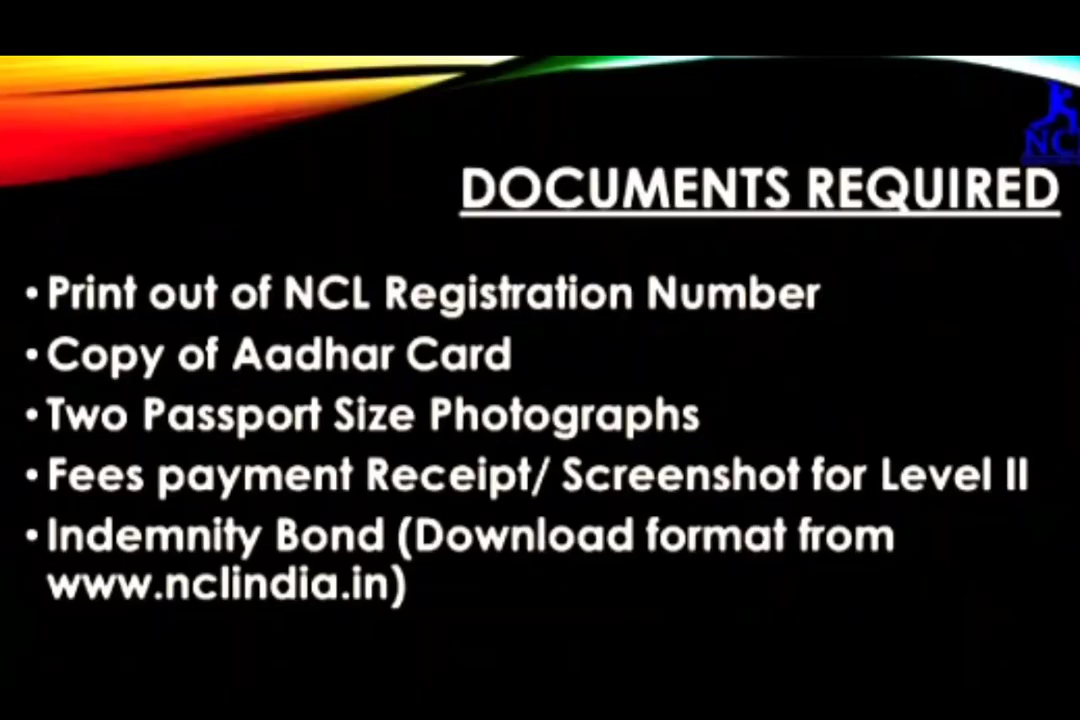 NCL
DOCUMENTS REQUIRED
• Print out of NCL Registration Number
• Copy of Aadhar Card
• Two Passport Size Photographs
• Fees payment Receipt/ Screenshot for Level II
• Indemnity Bond (Download format from
www.nclindia.in)